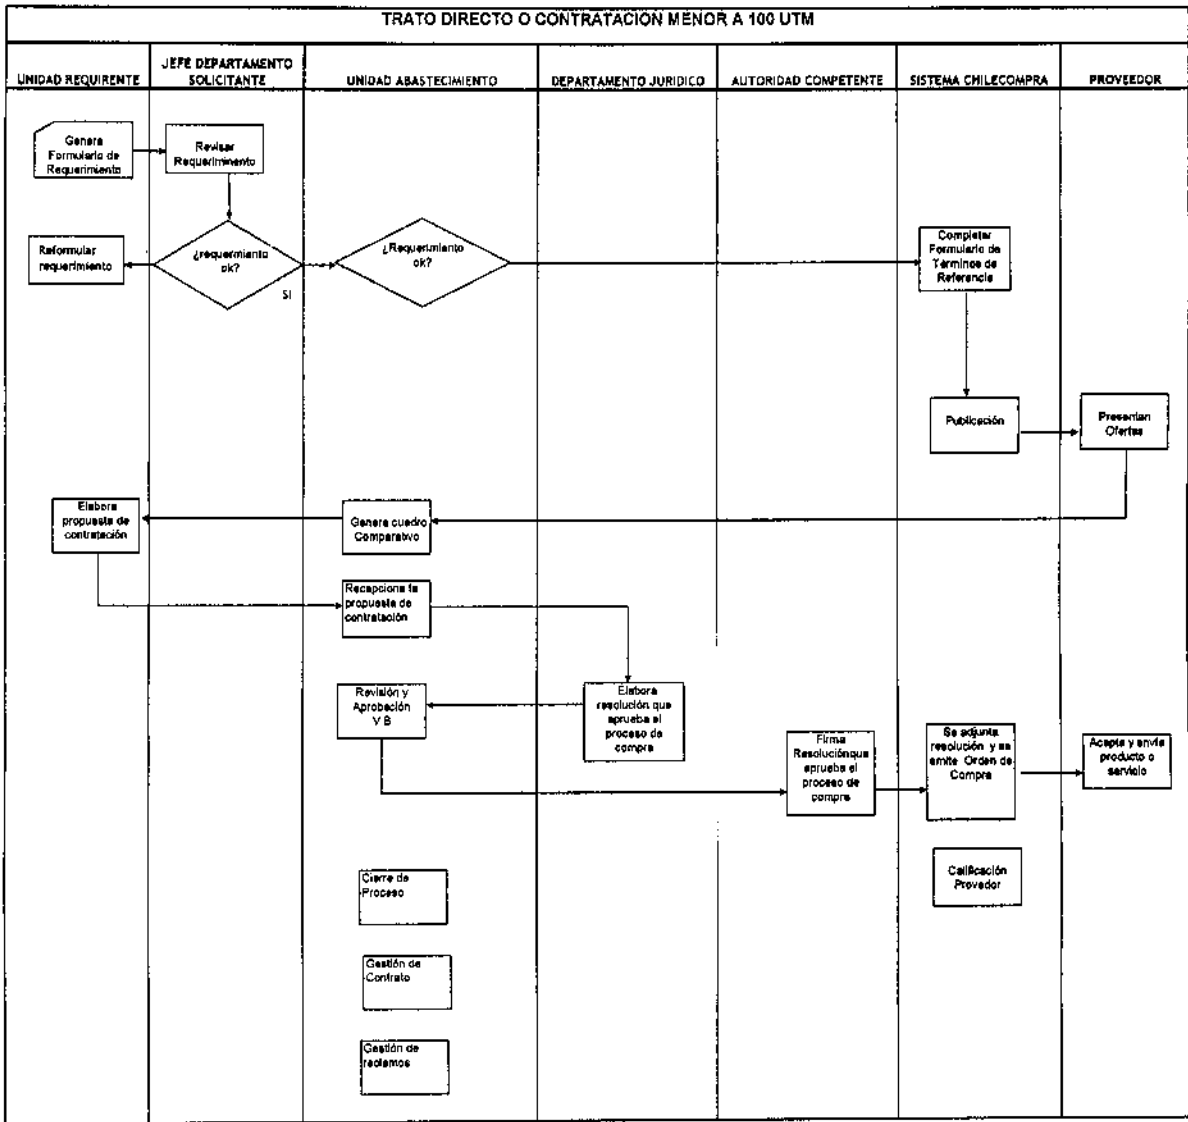 TRATO DIRECTO O CONTRATACION MENOR A 100 UTM
UNIDAD REQUIRENTE
JEFE DEPARTAMENTO
SOLICITANTE
UNIDAD ABASTECIMIENTO
DEPARTAMENTO JURIDICO
AUTORIDAD COMPETENTE
SISTEMA CHILECOMPRA
PROVEEDOR
Genera
Formulario de
Requerimiento
Revisar
Requeriminento
Reformular
requerimiento
¿requermiento
ok?
SI
¿Requerimiento
ok?
Completar
Formulario de
Términos de
Referencia
Publicación
Presentan
Ofertas
Elabora
propuesta de
contratación
Genera cuadro
Comparativo
Recepciona la
propuesta de
contratación
Revisión y
Aprobación
V B
Elabora
resolución que
aprueba el
proceso de
compra
Firma
Resoluciónque
aprueba el
proceso de
compra
Se adjunta
resolución y se
emite Orden de
Compra
Acepta y envía
producto o
servicio
Cierre de
Proceso
Calificación
Provedor
Gestión de
Contrato
Gestión de
reclamos